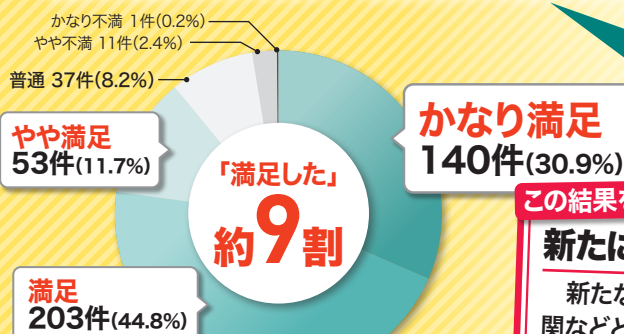 かなり不満 1件(0.2%)
やや不満 11件(2.4%)
普通 37件(8.2%)
やや満足
53件(11.7%)
「満足した」
約9割
かなり満足
140件(30.9%)
満足
203件(44.8%)
この結果を
新たに
新たな
関などと